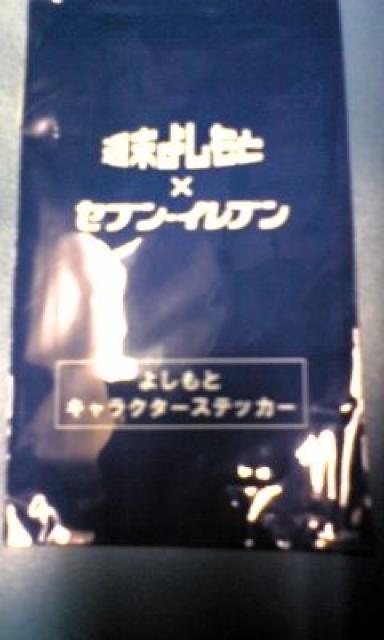 週末よしもと
×
セブン-イレブン
よしもと
キャラクターステッカー